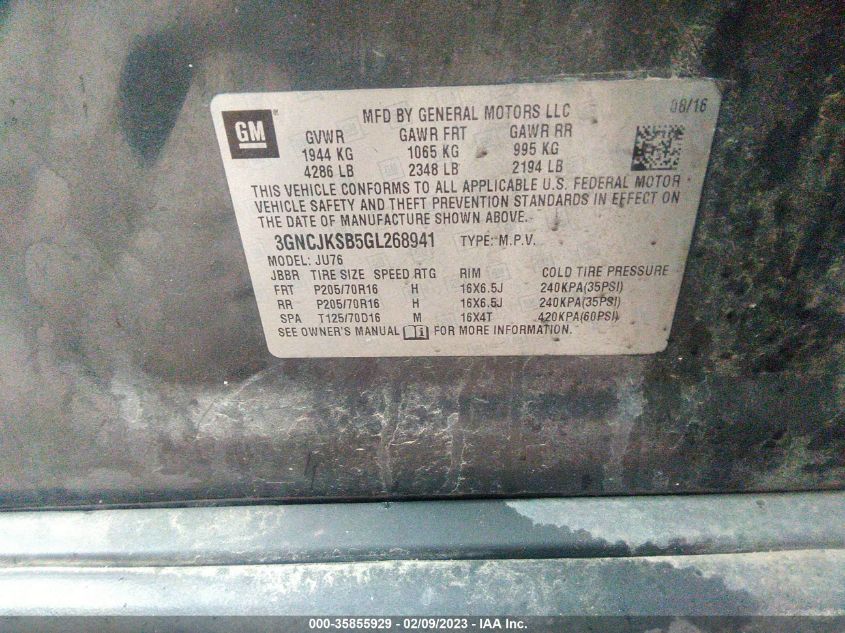 GM
MFD BY GENERAL MOTORS LLC 08/16
GVWR GAWR FRT GAWR RR
1944 KG 1065 KG 995 KG
4286 LB 2348 LB 2194 LB
THIS VEHICLE CONFORMS TO ALL APPLICABLE U.S. FEDERAL MOTOR
VEHICLE SAFETY AND THEFT PREVENTION STANDARDS IN EFFECT ON
THE DATE OF MANUFACTURE SHOWN ABOVE.
3GNCJKSB5GL268941 TYPE: M.P.V.
MODEL: JU76
JBBR TIRE SIZE SPEED RTG RIM COLD TIRE PRESSURE
FRT P205/70R16 H 16X6.5J 240KPA(35PSI)
RR P205/70R16 H 16X6.5J 240KPA(35PSI)
SPA T125/70D16 M 16X4T 420KPA(60PSI)
SEE OWNER'S MANUAL FOR MORE INFORMATION.
000-35855929 - 02/09/2023 - IAA Inc.